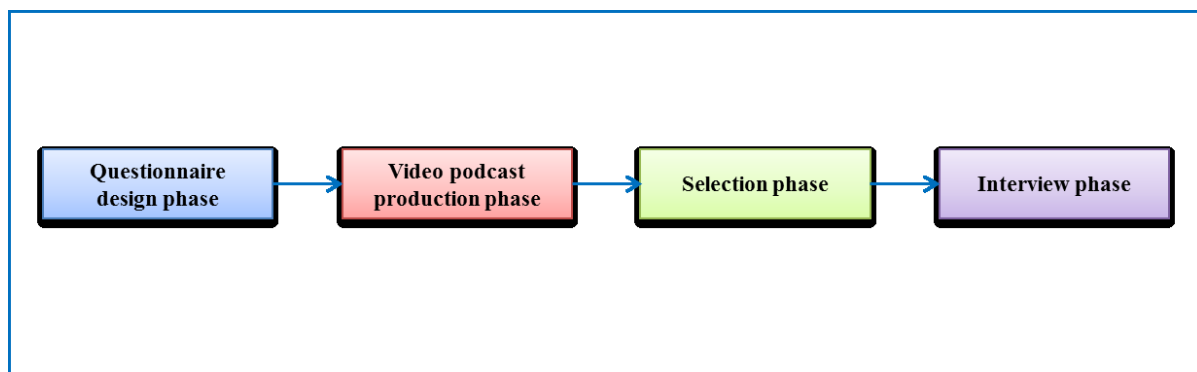 Questionnaire
design phase
Video podcast
production phase
Selection phase
Interview phase